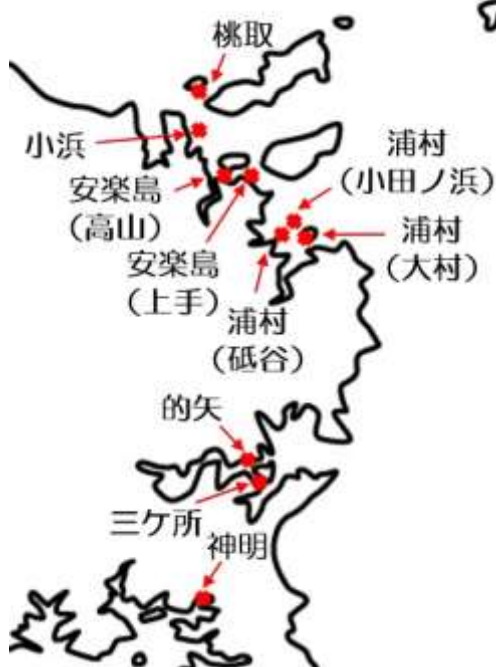 桃取
小浜
安楽島
（高山）
安楽島
（上手）
浦村
（小田ノ浜）
浦村
（大村）
浦村
（砥谷）
的矢
三ケ所
神明